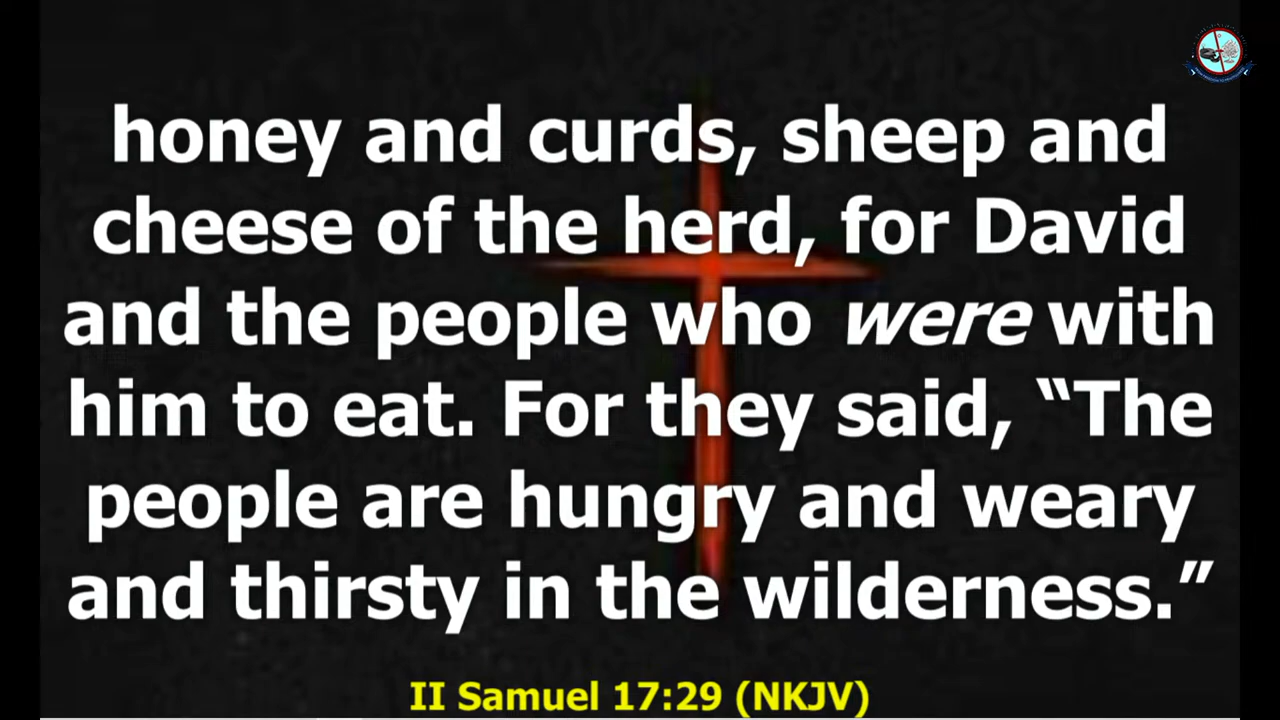 honey and curds, sheep and
cheese of the herd, for David
and the people who were with
him to eat. For they said, “The
people are hungry and weary
and thirsty in the wilderness.”
II Samuel 17:29 (NKJV)